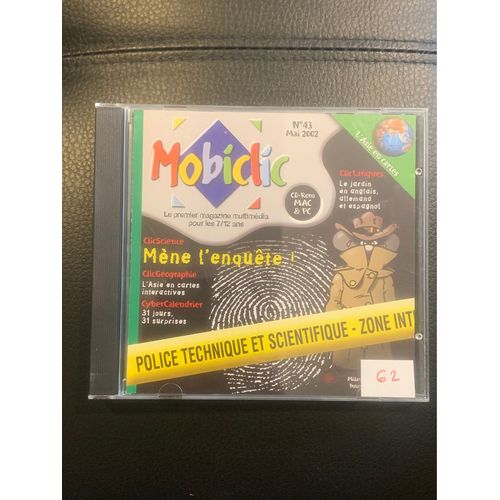 N°43
Mai 2002
L'Asie en cartes
Mobiclic
CD-Rom
MAC
& PC
Le premier magazine multimédia
pour les 7/12 ans
ClicLangues
Le jardin
en anglais,
allemand
et espagnol
ClicScience
Mène l'enquête !
ClicGéographie
L'Asie en cartes
interactives
CyberCalendrier
31 jours,
31 surprises
POLICE TECHNIQUE ET SCIENTIFIQUE - ZONE INT
62